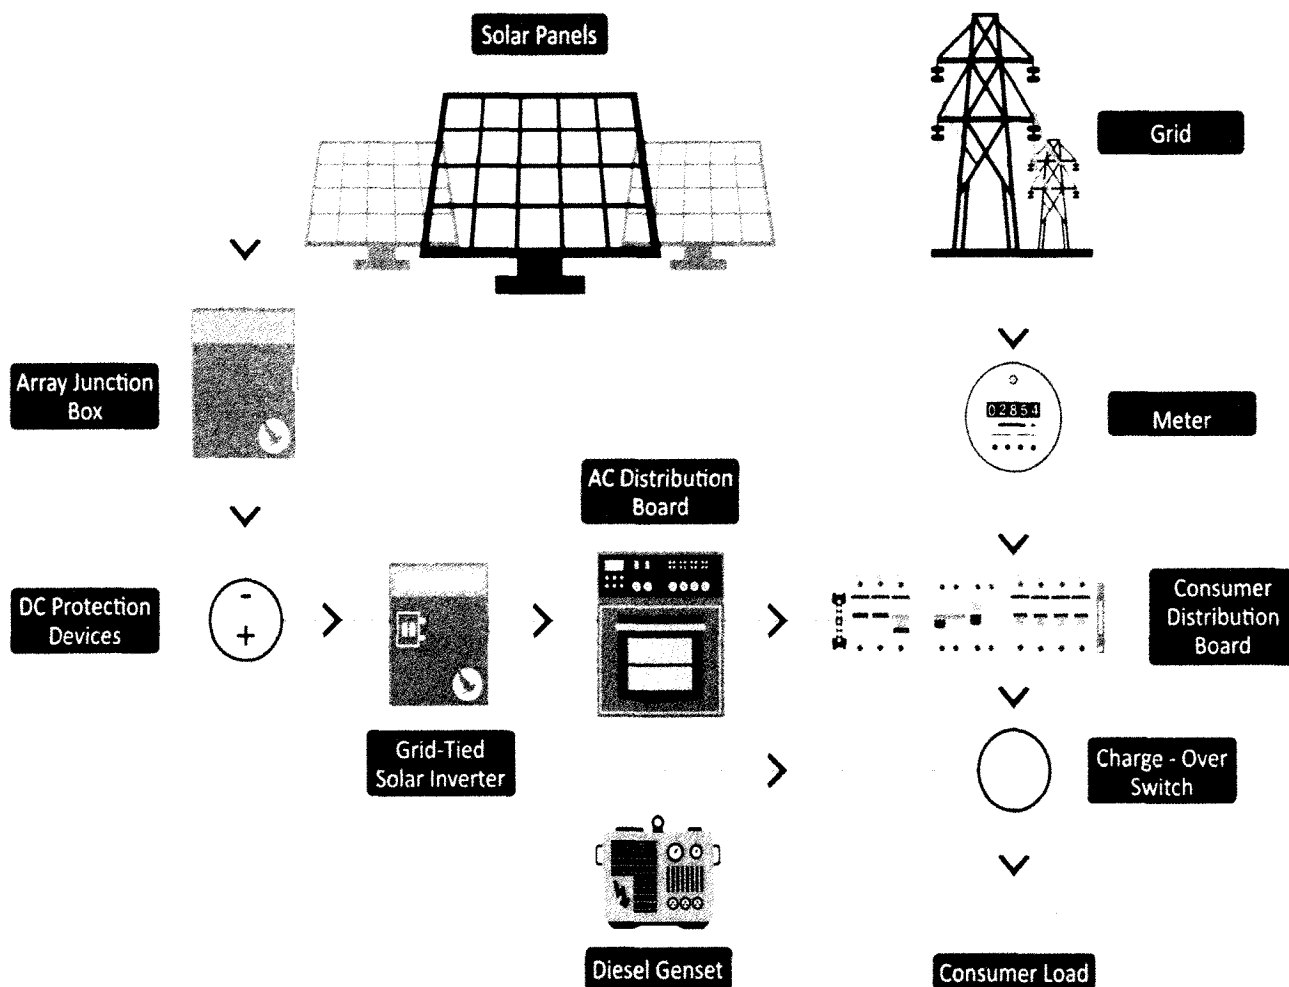 Solar Panels
Grid
Array Junction
Box
02854
Meter
AC Distribution
Board
DC Protection
Devices
Consumer
Distribution
Board
Grid-Tied
Solar Inverter
Charge - Over
Switch
Diesel Genset
Consumer Load